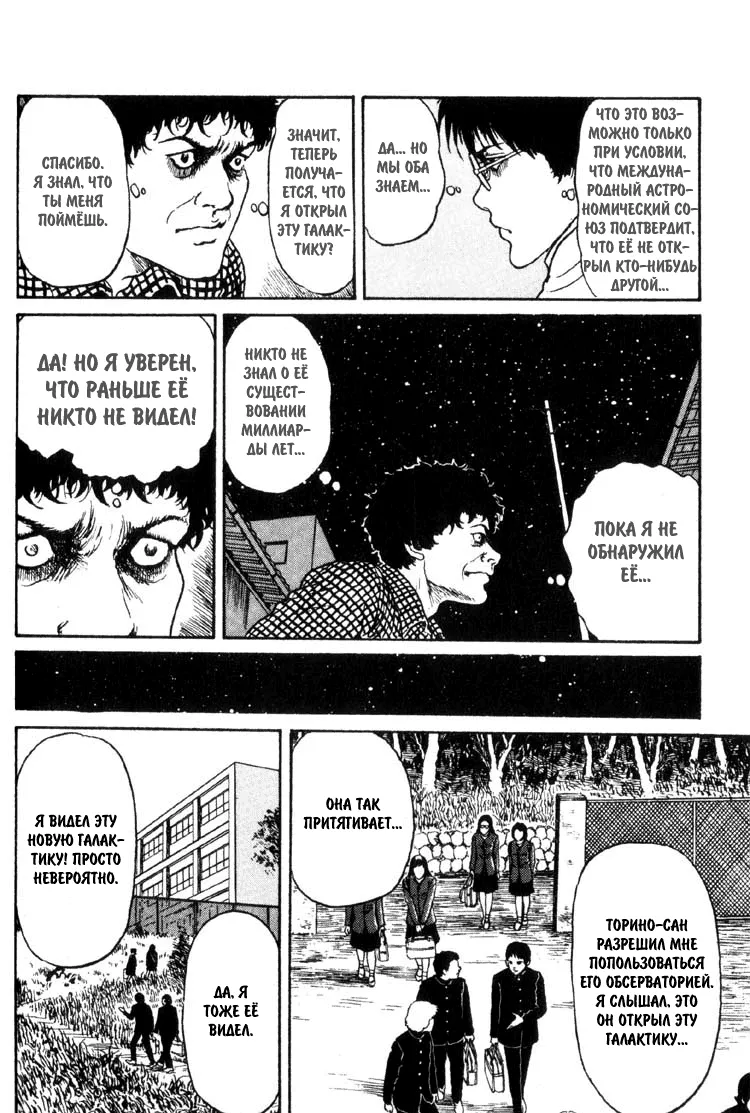 СПАСИБО,
Я ЗНАЛ, ЧТО
ТЫ МЕНЯ
ПОЙМЁШЬ.
ЗНАЧИТ,
ТЕПЕРЬ
ПОЛУЧА-
ЕТСЯ, ЧТО
Я ОТКРЫЛ
ЭТУ ГАЛАК-
ТИКУ?
ДА... НО
МЫ ОБА
ЗНАЕМ...
ЧТО ЭТО ВОЗ-
МОЖНО ТОЛЬКО
ПРИ УСЛОВИИ,
ЧТО МЕЖДУНА-
РОДНЫЙ АСТРО-
НОМИЧЕСКИЙ СО-
ЮЗ ПОДТВЕРДИТ,
ЧТО ЕЁ НЕ ОТК-
РЫЛ КТО-НИБУДЬ
ДРУГОЙ...
ДА! НО Я УВЕРЕН,
ЧТО РАНЬШЕ ЕЁ
НИКТО НЕ ВИДЕЛ!
НИКТО НЕ
ЗНАЛ О ЕЁ
СУЩЕСТ-
ВОВАНИИ
МИЛЛИАР-
ДЫ ЛЕТ...
ПОКА Я НЕ
ОБНАРУЖИЛ
ЕЁ...
Я ВИДЕЛ ЭТУ
НОВУЮ ГАЛАК-
ТИКУ! ПРОСТО
НЕВЕРОЯТНО.
ДА, Я
ТОЖЕ ЕЁ
ВИДЕЛ.
ОНА ТАК
ПРИТЯГИВАЕТ...
ТОРИНО-САН
РАЗРЕШИЛ МНЕ
ПОПОЛЬЗОВАТЬСЯ
ЕГО ОБСЕРВАТОРИЕЙ.
Я СЛЫШАЛ, ЭТО
ОН ОТКРЫЛ ЭТУ
ГАЛАКТИКУ...